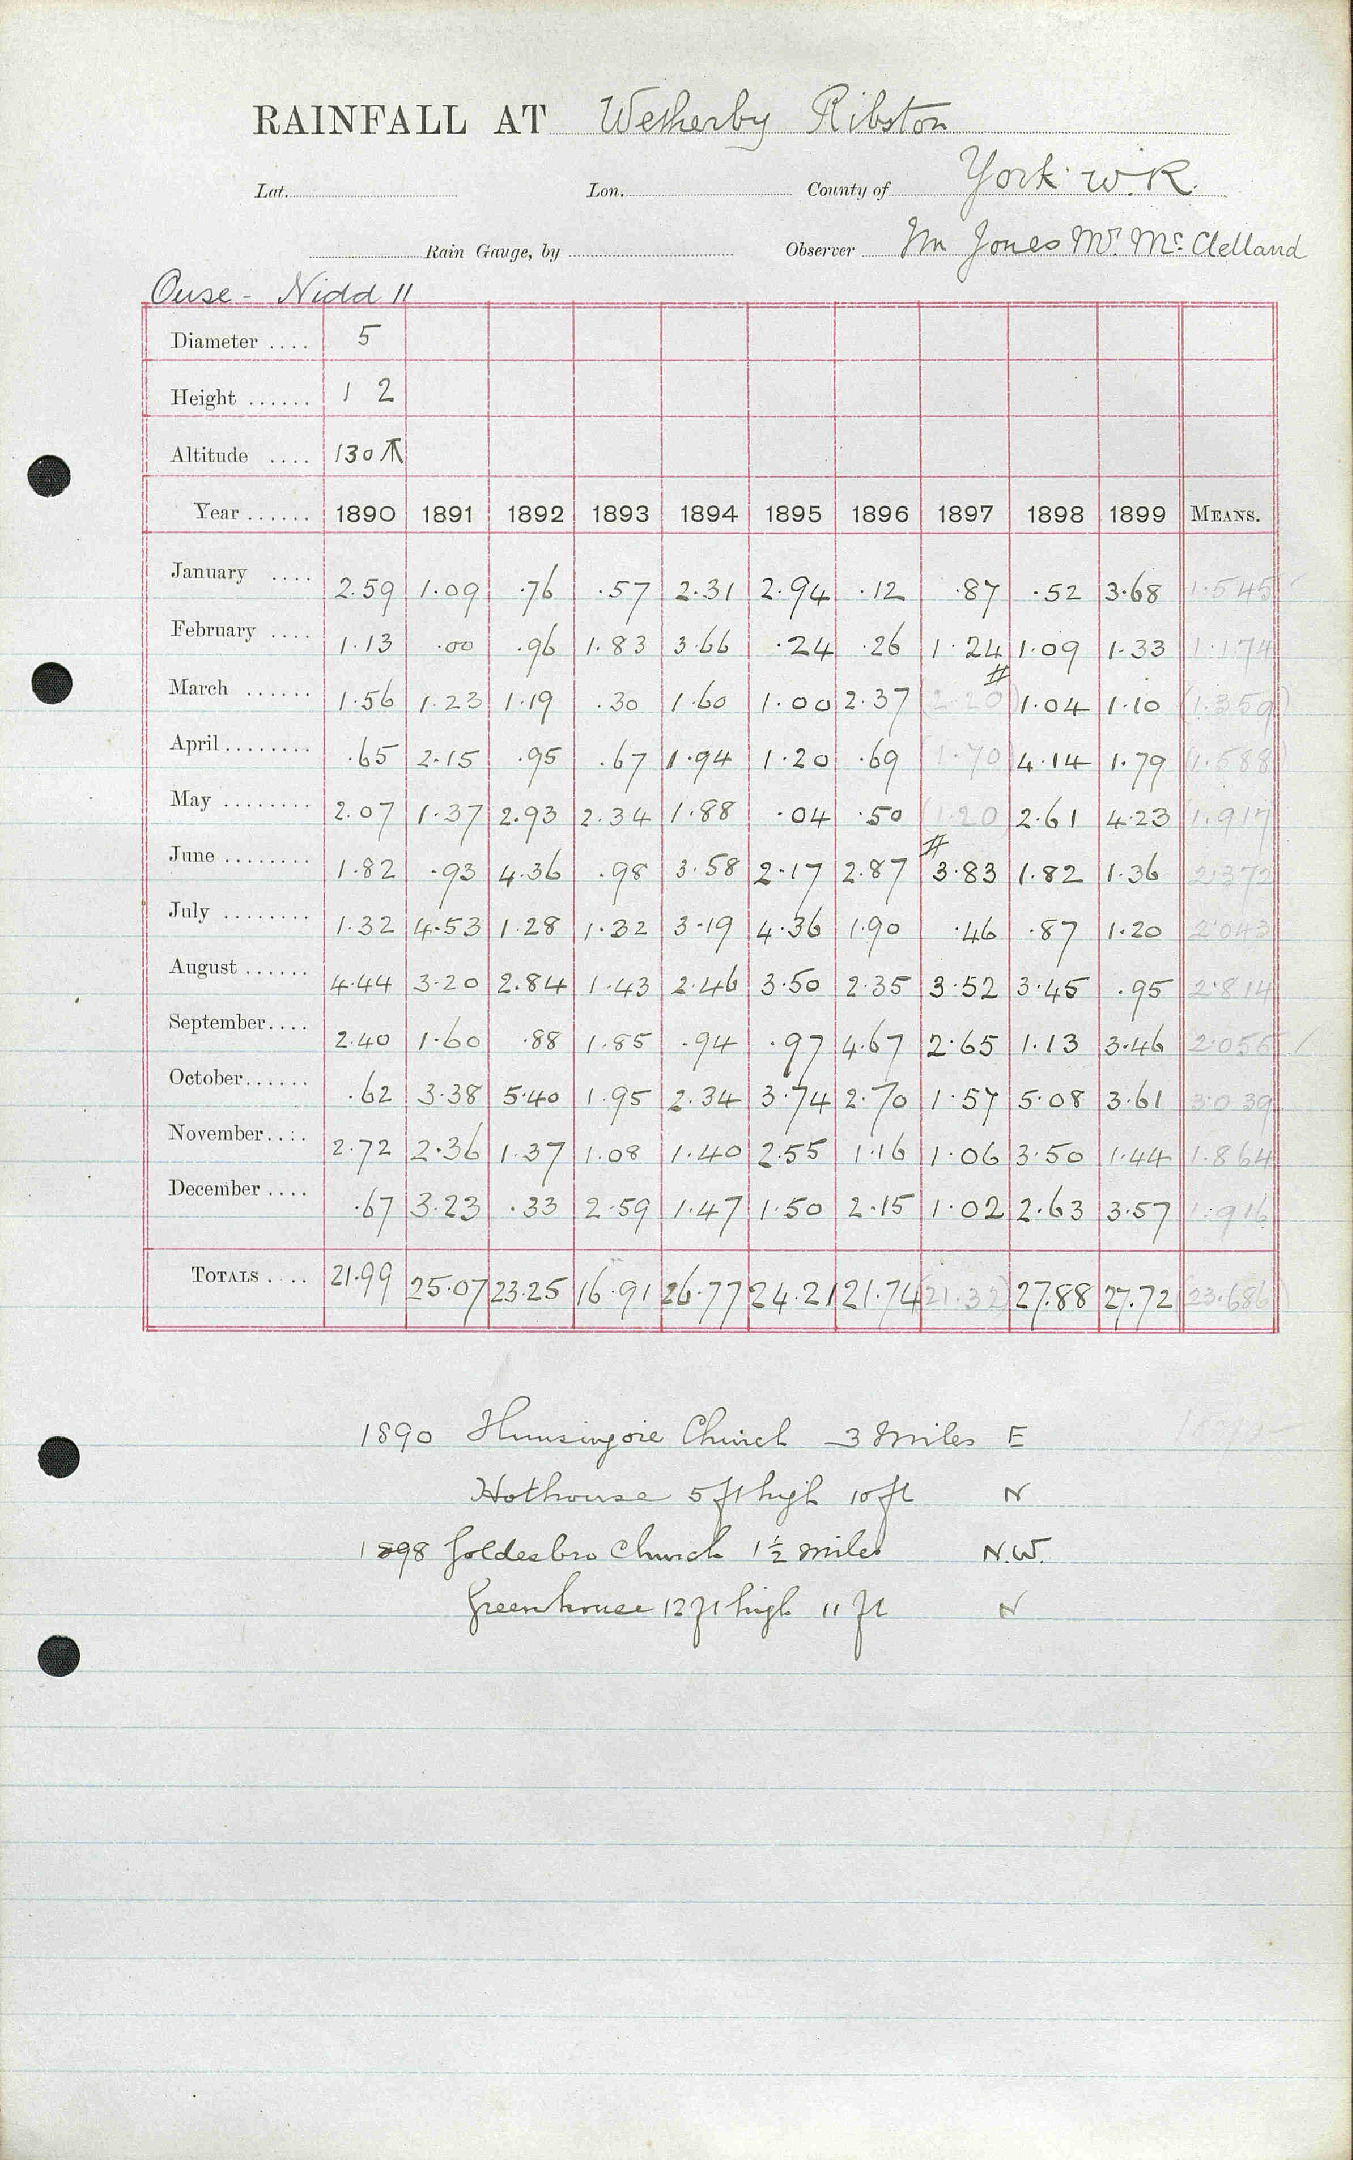 RAINFALL AT Wetherby Ribston
Lat. Lon. County of York W.R.
Rain Gauge, by Observer Mr Jones Mr. McClelland
Ouse - Nidd 11
Diameter .... 5
Height ...... 1 2
Altitude .... 130
Year ...... 1890 1891 1892 1893 1894 1895 1896 1897 1898 1899 MEANS.
January .... 2.59 1.09 .76 .57 2.31 2.94 .12 .87 .52 3.68 1.545
February .... 1.13 .00 .96 1.83 3.66 .24 .26 1.24 1.09 1.33 1.174
March ...... 1.56 1.23 1.19 .30 1.60 1.00 2.37 (2.20) # 1.04 1.10 (1.359)
April ........ .65 2.15 .95 .67 1.94 1.20 .69 (1.70) 4.14 1.79 (1.588)
May ........ 2.07 1.37 2.93 2.34 1.88 .04 .50 (1.20) 2.61 4.23 1.917
June ........ 1.82 .93 4.36 .98 3.58 2.17 2.87 # 3.83 1.82 1.36 2.372
July ........ 1.32 4.53 1.28 1.32 3.19 4.36 1.90 .46 .87 1.20 2.043
August ...... 4.44 3.20 2.84 1.43 2.46 3.50 2.35 3.52 3.45 .95 2.814
September.... 2.40 1.60 .88 1.85 .94 .97 4.67 2.65 1.13 3.46 2.055
October...... .62 3.38 5.40 1.95 2.34 3.74 2.70 1.57 5.08 3.61 3.039
November.... 2.72 2.36 1.37 1.08 1.40 2.55 1.16 1.06 3.50 1.44 1.864
December .... .67 3.23 .33 2.59 1.47 1.50 2.15 1.02 2.63 3.57 1.916
TOTALS .... 21.99 25.07 23.25 16.91 26.77 24.21 21.74 (21.32) 27.88 27.72 (23.686)
1890 Hunsingore Church 3 miles E
Hothouse 5 ft high 10 ft N
1898 Goldesbro Church 1½ miles N.W.
Greenhouse 12 ft high 11 ft N